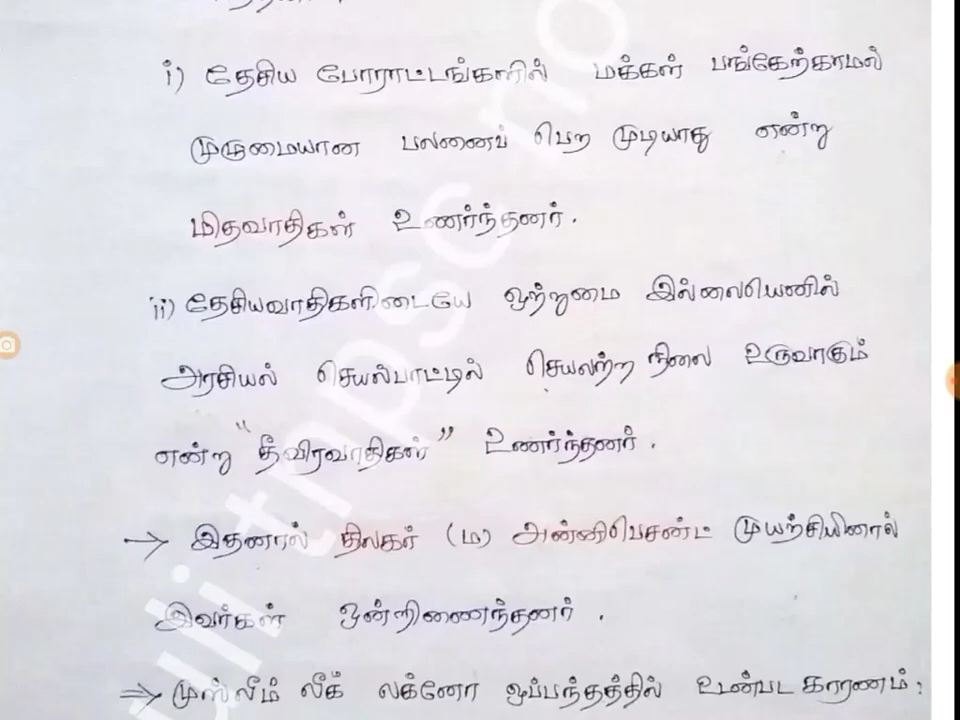 i) தேசிய போராட்டங்களில் மக்கள் பங்கேற்காமல்
முழுமையான பலனைப் பெற முடியாது என்று
மிதவாதிகள் உணர்ந்தனர்.
ii) தேசியவாதிகளிடையே ஒற்றுமை இல்லையெனில்
அரசியல் செயல்பாட்டில் செயலற்ற நிலை உருவாகும்
என்று "தீவிரவாதிகள்" உணர்ந்தனர்.
→ இதனால் திலகர் (ம) அன்னிபெசண்ட் முயற்சியினால்
இவர்கள் ஒன்றிணைந்தனர்.
⇒ முஸ்லீம் லீக் லக்னோ ஒப்பந்தத்தில் உடன்பட காரணம்: